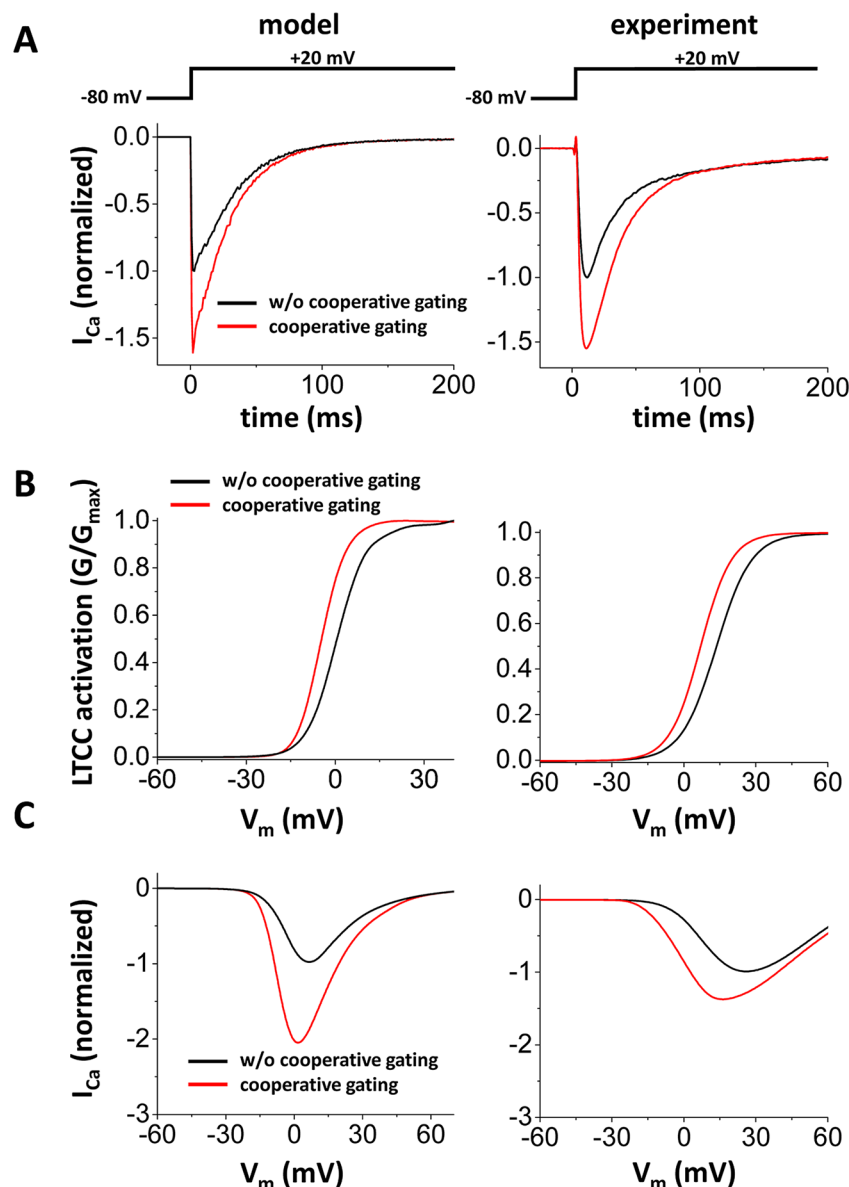 A
model
experiment
+20 mV
-80 mV
+20 mV
-80 mV
I_Ca (normalized)
0.0
-0.5
-1.0
-1.5
w/o cooperative gating
cooperative gating
0
100
200
time (ms)
0.0
-0.5
-1.0
-1.5
0
100
200
time (ms)
B
w/o cooperative gating
cooperative gating
LTCC activation (G/G_max)
1.0
0.8
0.6
0.4
0.2
0.0
-60
-30
0
30
V_m (mV)
1.0
0.8
0.6
0.4
0.2
0.0
-60
-30
0
30
60
V_m (mV)
C
I_Ca (normalized)
0
-1
-2
-3
w/o cooperative gating
cooperative gating
-60
-30
0
30
60
V_m (mV)
0
-1
-2
-3
-60
-30
0
30
60
V_m (mV)